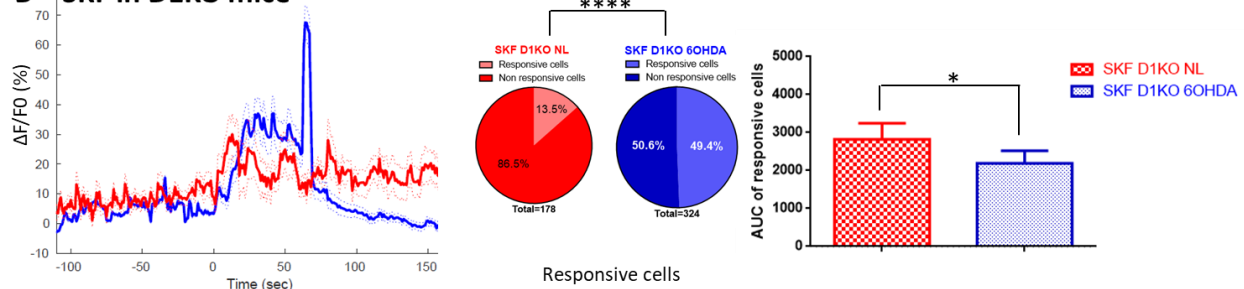 D SKF in D1KO mice
70
60
50
40
30
20
10
0
-10
-100
-50
0
50
100
150
ΔF/F0 (%)
Time (sec)
****
SKF D1KO NL
Responsive cells
Non responsive cells
13.5%
86.5%
Total=178
SKF D1KO 6OHDA
Responsive cells
Non responsive cells
50.6%
49.4%
Total=324
Responsive cells
AUC of responsive cells
5000
4000
3000
2000
1000
0
*
SKF D1KO NL
SKF D1KO 6OHDA